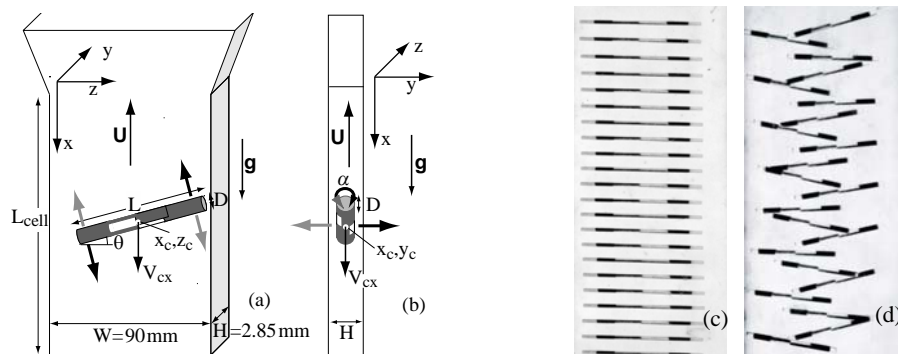 y
z
x
U
g
L
D
L_cell
θ
x_c,z_c
V_cx
(a)
W=90mm
H=2.85mm
z
y
x
U
g
α
D
x_c,y_c
V_cx
(b)
H
(c)
(d)